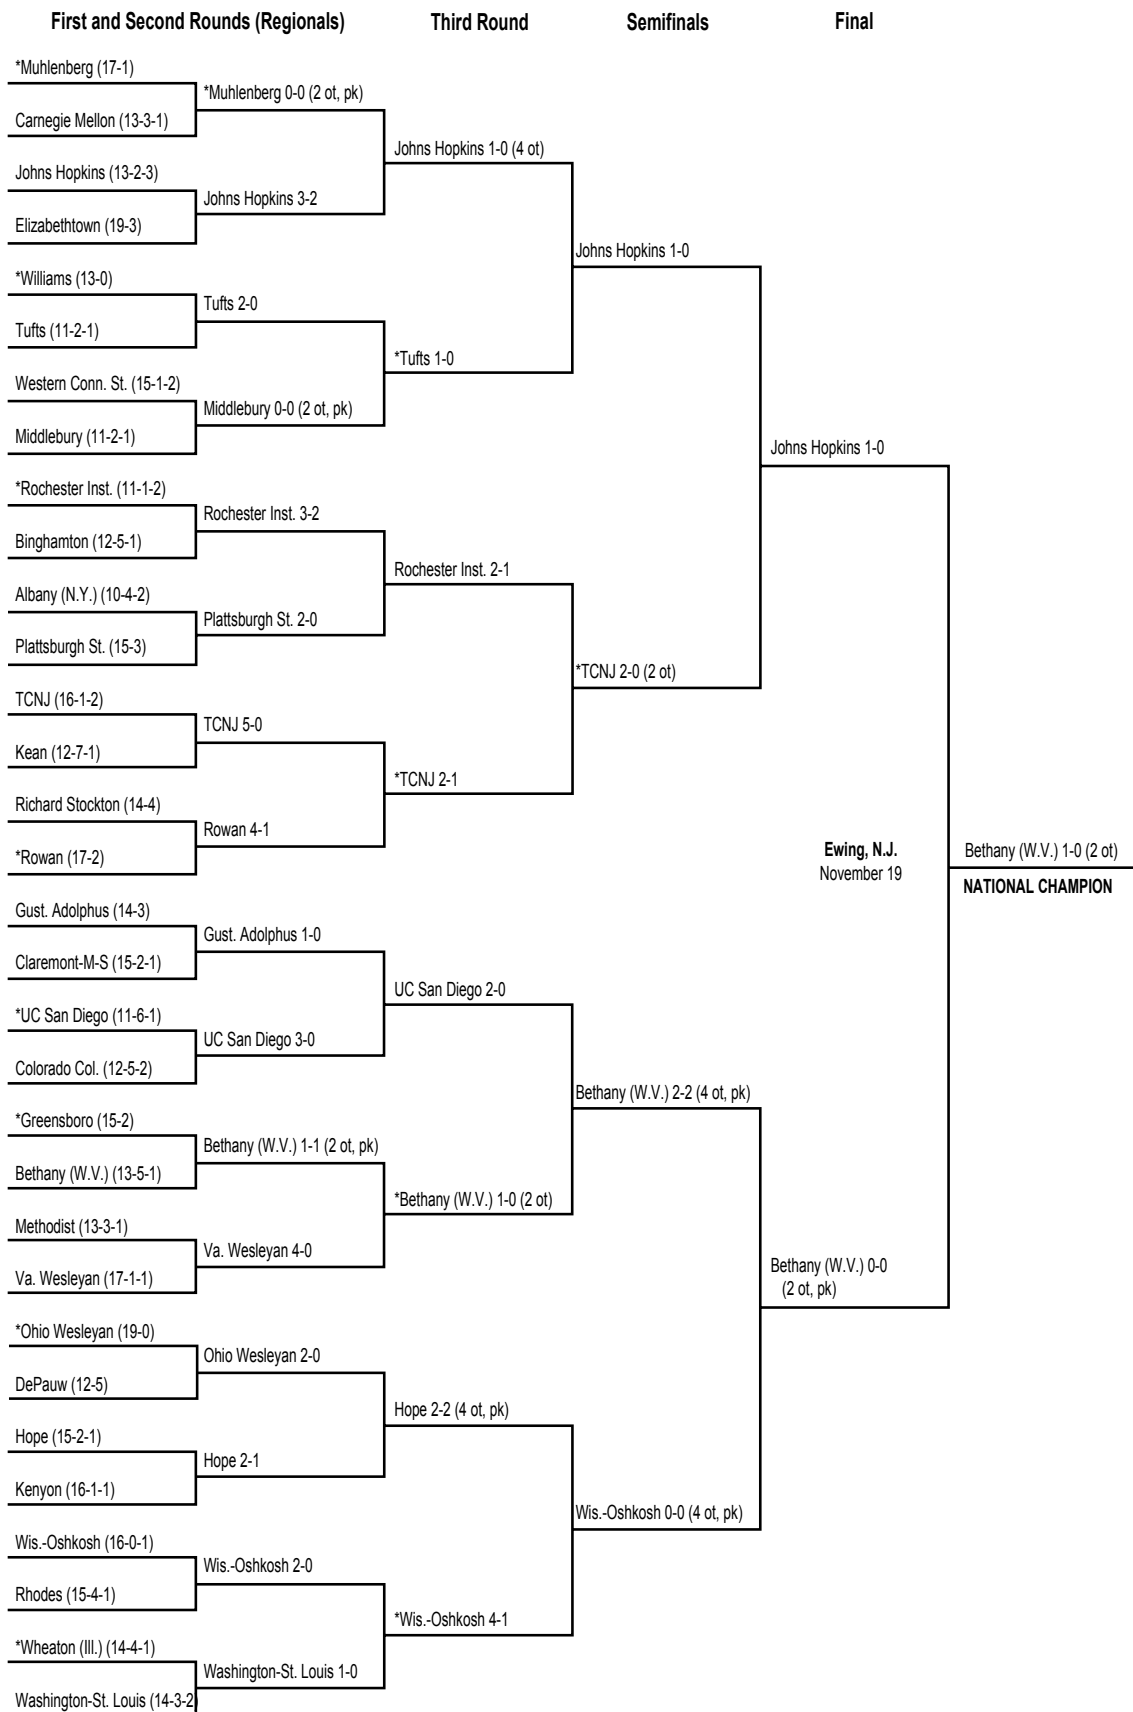 First and Second Rounds (Regionals)
Third Round
Semifinals
Final
*Muhlenberg (17-1)
Carnegie Mellon (13-3-1)
Johns Hopkins (13-2-3)
Elizabethtown (19-3)
*Williams (13-0)
Tufts (11-2-1)
Western Conn. St. (15-1-2)
Middlebury (11-2-1)
*Rochester Inst. (11-1-2)
Binghamton (12-5-1)
Albany (N.Y.) (10-4-2)
Plattsburgh St. (15-3)
TCNJ (16-1-2)
Kean (12-7-1)
Richard Stockton (14-4)
*Rowan (17-2)
Gust. Adolphus (14-3)
Claremont-M-S (15-2-1)
*UC San Diego (11-6-1)
Colorado Col. (12-5-2)
*Greensboro (15-2)
Bethany (W.V.) (13-5-1)
Methodist (13-3-1)
Va. Wesleyan (17-1-1)
*Ohio Wesleyan (19-0)
DePauw (12-5)
Hope (15-2-1)
Kenyon (16-1-1)
Wis.-Oshkosh (16-0-1)
Rhodes (15-4-1)
*Wheaton (Ill.) (14-4-1)
Washington-St. Louis (14-3-2)
*Muhlenberg 0-0 (2 ot, pk)
Johns Hopkins 3-2
Tufts 2-0
Middlebury 0-0 (2 ot, pk)
Rochester Inst. 3-2
Plattsburgh St. 2-0
TCNJ 5-0
Rowan 4-1
Gust. Adolphus 1-0
UC San Diego 3-0
Bethany (W.V.) 1-1 (2 ot, pk)
Va. Wesleyan 4-0
Ohio Wesleyan 2-0
Hope 2-1
Wis.-Oshkosh 2-0
Washington-St. Louis 1-0
Johns Hopkins 1-0 (4 ot)
*Tufts 1-0
Rochester Inst. 2-1
*TCNJ 2-1
UC San Diego 2-0
*Bethany (W.V.) 1-0 (2 ot)
Hope 2-2 (4 ot, pk)
*Wis.-Oshkosh 4-1
Johns Hopkins 1-0
*TCNJ 2-0 (2 ot)
Bethany (W.V.) 2-2 (4 ot, pk)
Wis.-Oshkosh 0-0 (4 ot, pk)
Johns Hopkins 1-0
Bethany (W.V.) 0-0
(2 ot, pk)
Ewing, N.J.
November 19
Bethany (W.V.) 1-0 (2 ot)
NATIONAL CHAMPION